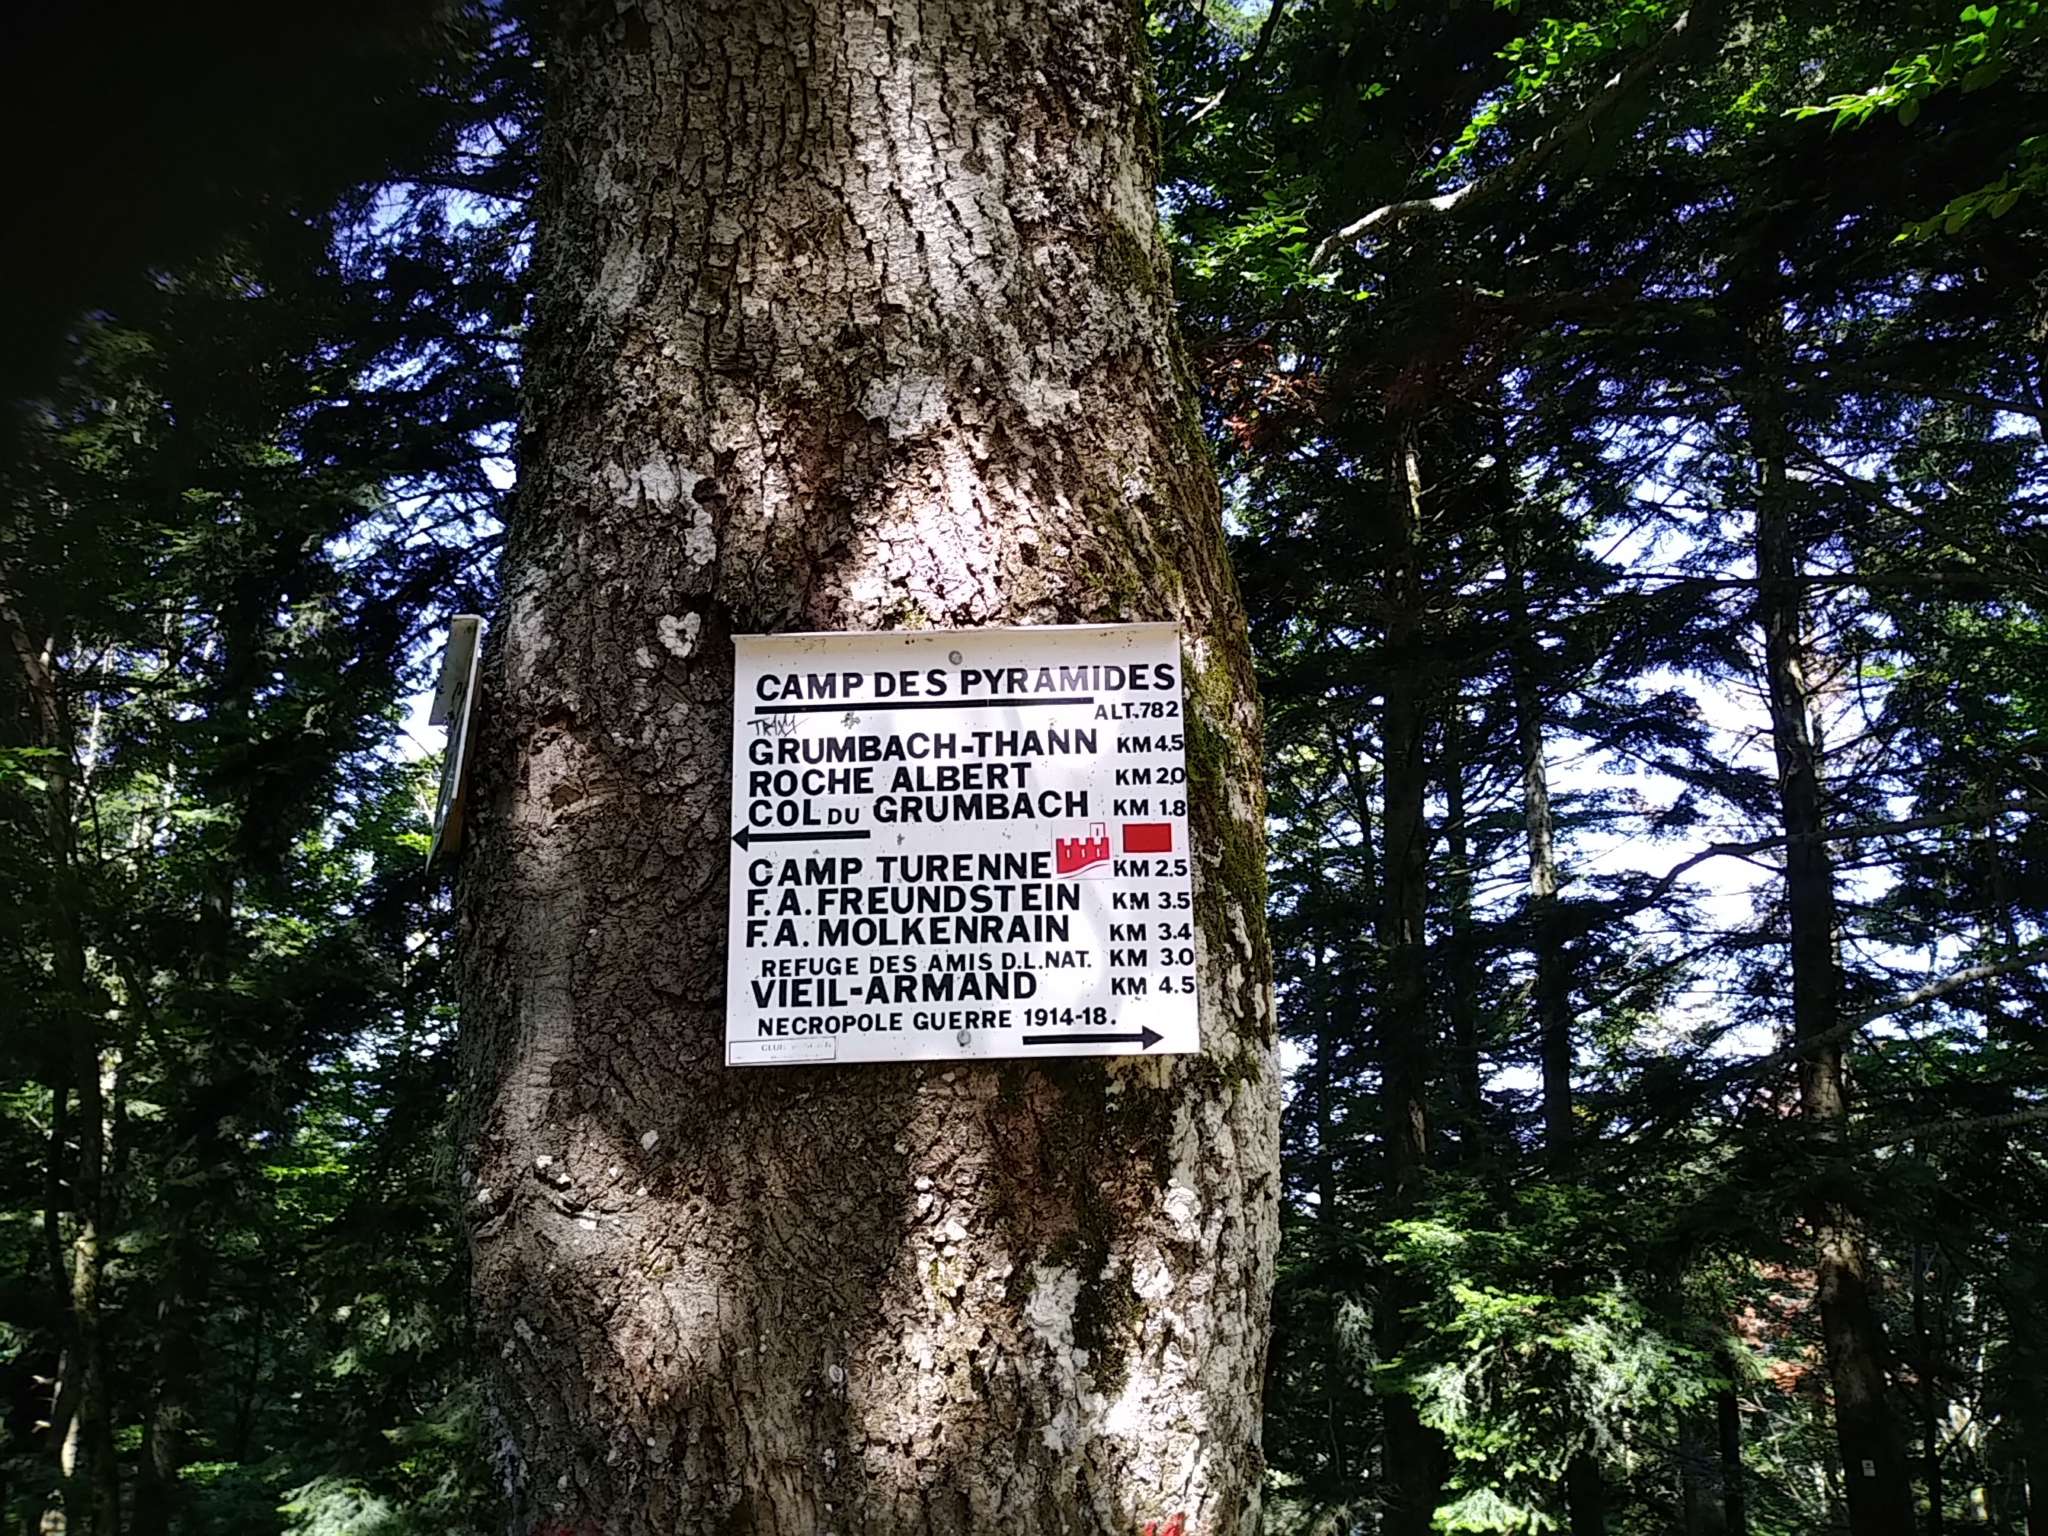 CAMP DES PYRAMIDES
ALT.782
TRIXX
GRUMBACH-THANN KM 4.5
ROCHE ALBERT KM 2.0
COL DU GRUMBACH KM 1.8
CAMP TURENNE KM 2.5
F.A. FREUNDSTEIN KM 3.5
F.A. MOLKENRAIN KM 3.4
REFUGE DES AMIS D.L.NAT. KM 3.0
VIEIL-ARMAND KM 4.5
NECROPOLE GUERRE 1914-18.
CLUB